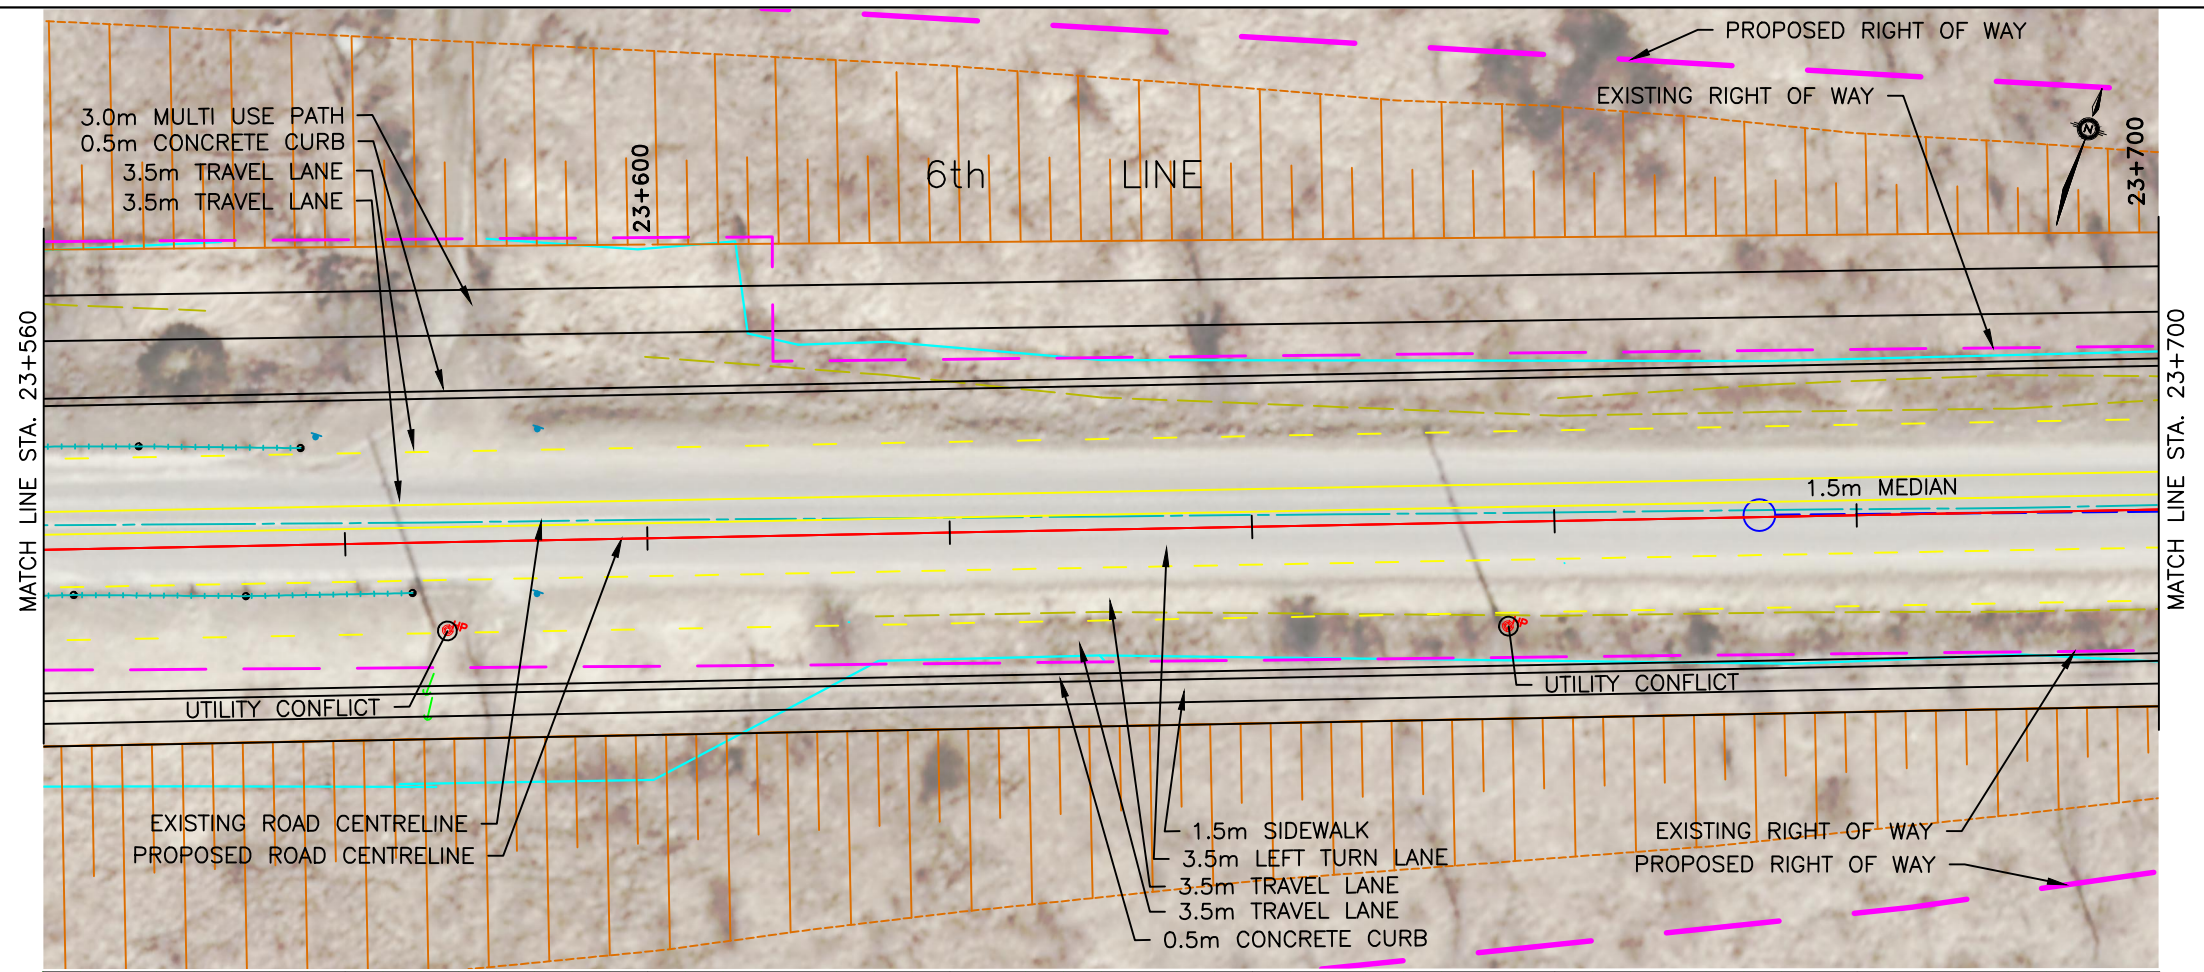 PROPOSED RIGHT OF WAY
EXISTING RIGHT OF WAY
3.0m MULTI USE PATH
0.5m CONCRETE CURB
3.5m TRAVEL LANE
3.5m TRAVEL LANE
23+600
6th LINE
N
23+700
MATCH LINE STA. 23+560
MATCH LINE STA. 23+700
1.5m MEDIAN
HP
HP
UTILITY CONFLICT
UTILITY CONFLICT
EXISTING ROAD CENTRELINE
PROPOSED ROAD CENTRELINE
1.5m SIDEWALK
3.5m LEFT TURN LANE
3.5m TRAVEL LANE
3.5m TRAVEL LANE
0.5m CONCRETE CURB
EXISTING RIGHT OF WAY
PROPOSED RIGHT OF WAY